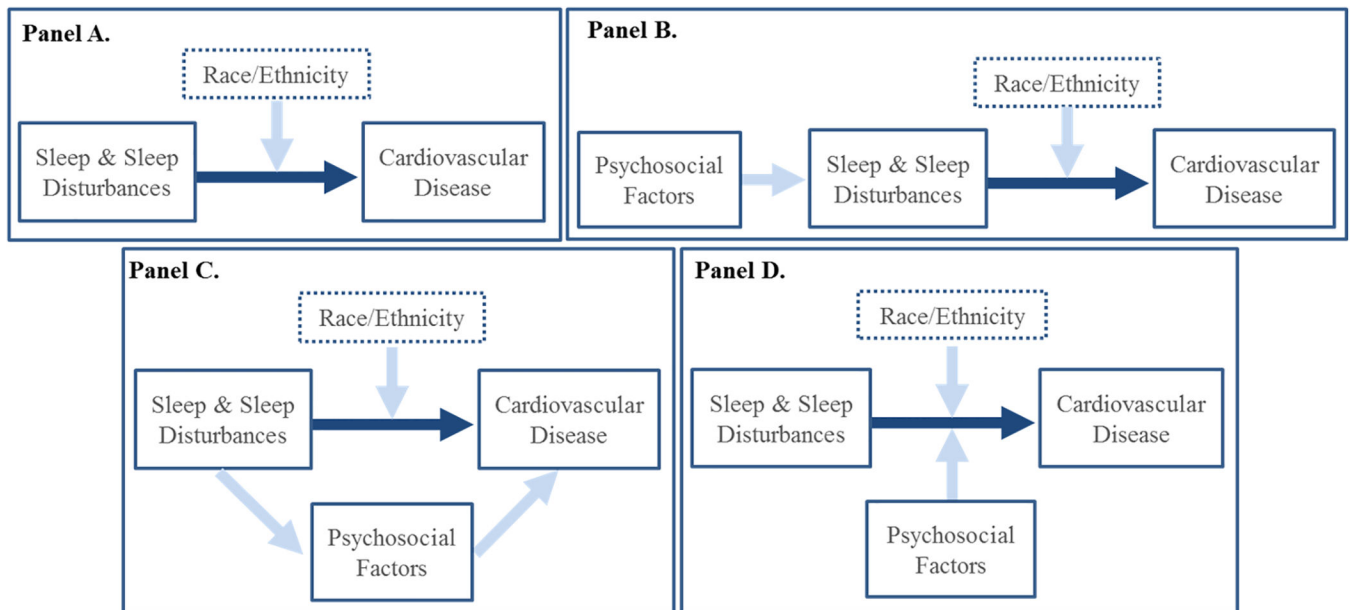 Panel A.
Race/Ethnicity
Sleep & Sleep
Disturbances
Cardiovascular
Disease
Panel B.
Race/Ethnicity
Psychosocial
Factors
Sleep & Sleep
Disturbances
Cardiovascular
Disease
Panel C.
Race/Ethnicity
Sleep & Sleep
Disturbances
Cardiovascular
Disease
Psychosocial
Factors
Panel D.
Race/Ethnicity
Sleep & Sleep
Disturbances
Cardiovascular
Disease
Psychosocial
Factors